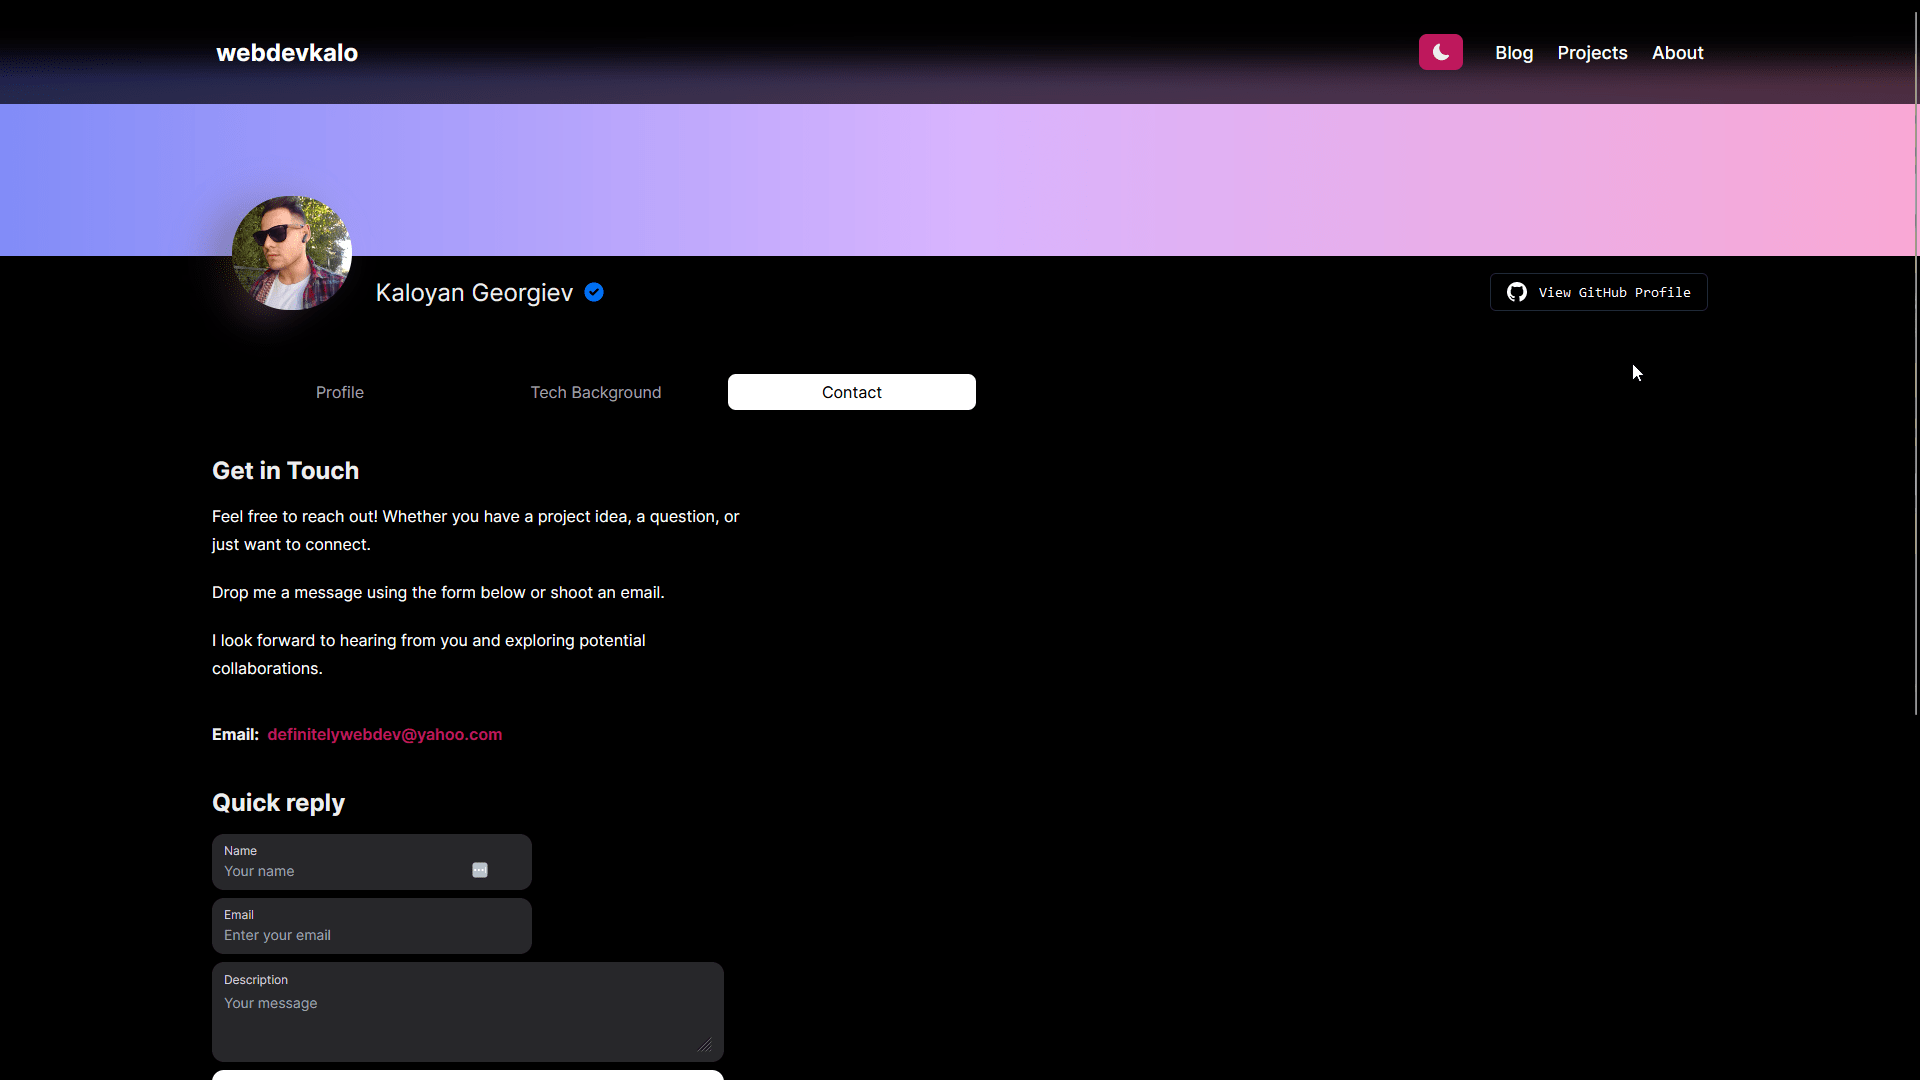 webdevkalo
Blog Projects About
Kaloyan Georgiev
View GitHub Profile
Profile Tech Background Contact
Get in Touch
Feel free to reach out! Whether you have a project idea, a question, or
just want to connect.
Drop me a message using the form below or shoot an email.
I look forward to hearing from you and exploring potential
collaborations.
Email: definitelywebdev@yahoo.com
Quick reply
Name
Your name
Email
Enter your email
Description
Your message